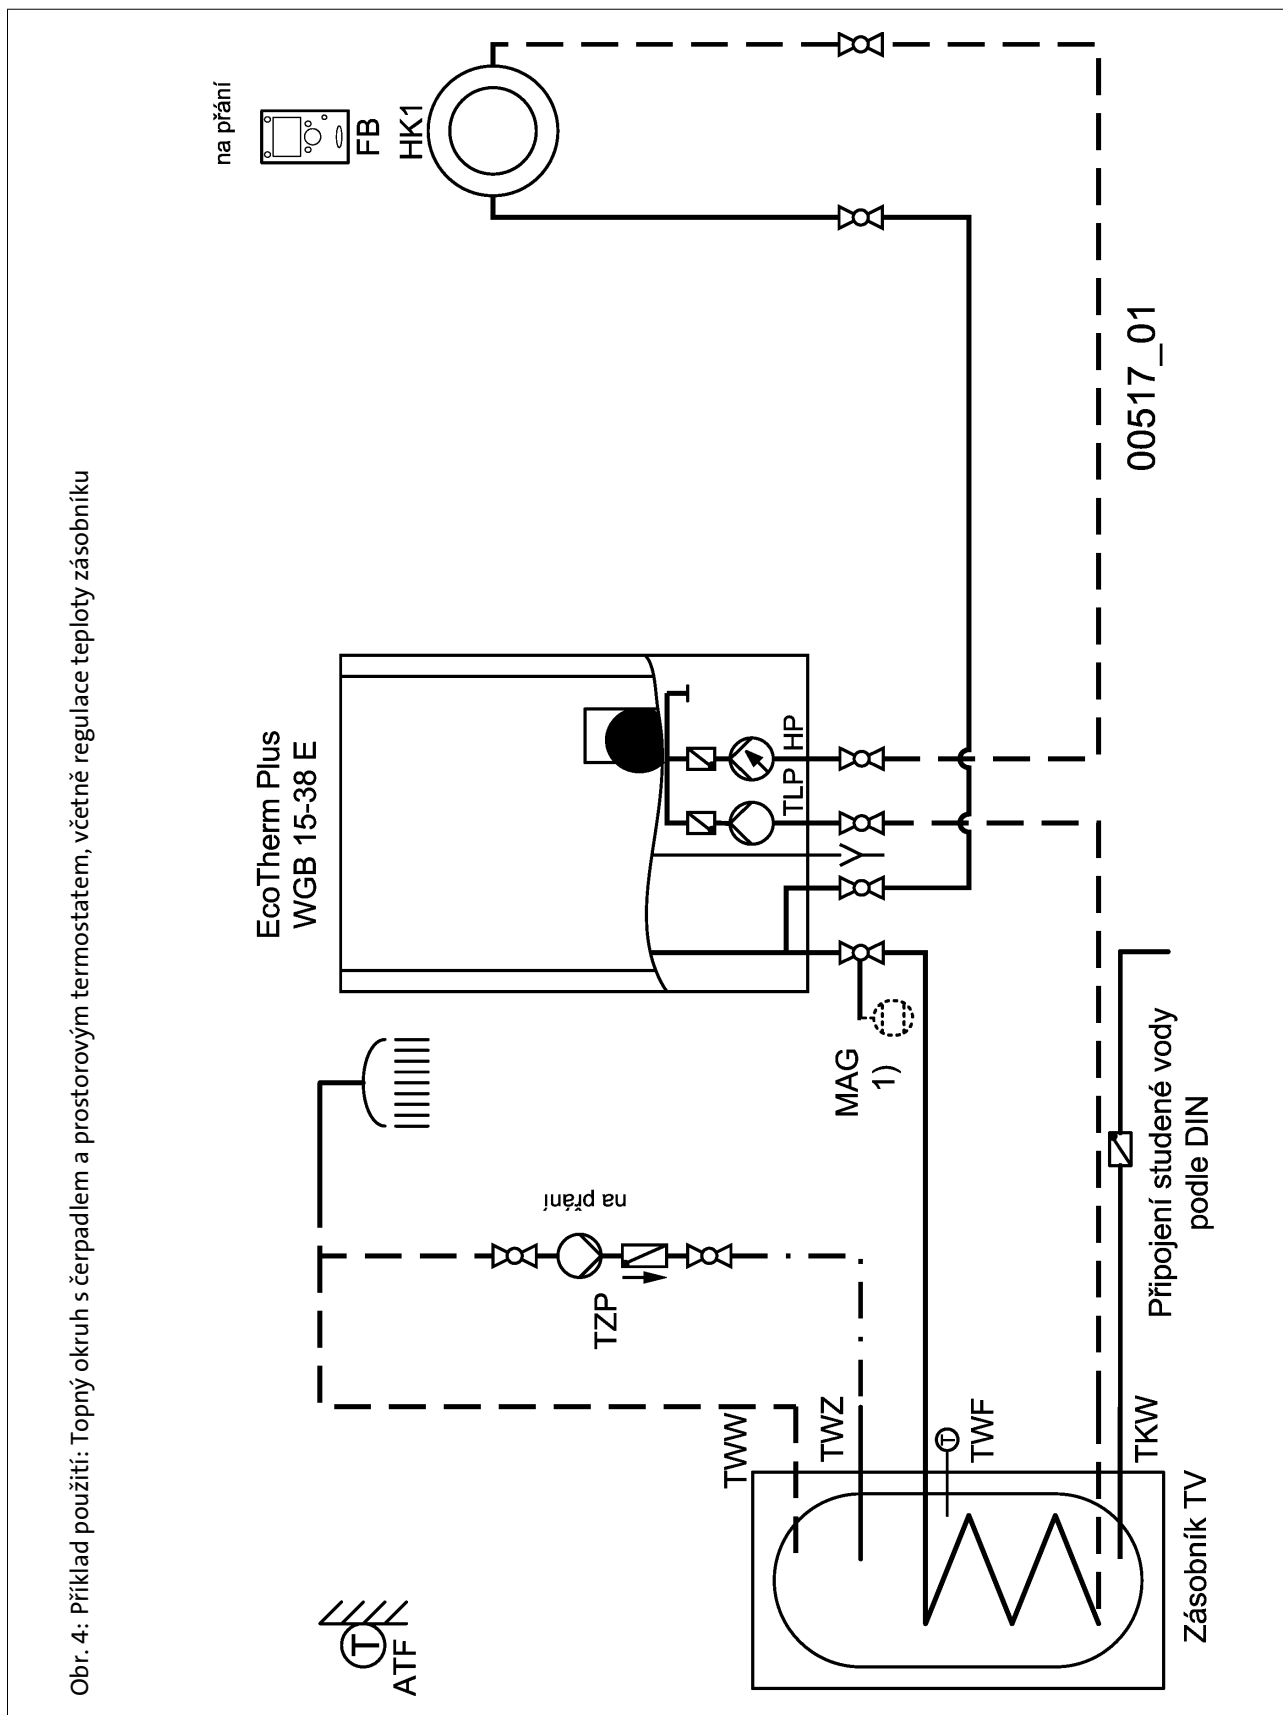 Obr. 4: Příklad použití: Topný okruh s čerpadlem a prostorovým termostatem, včetně regulace teploty zásobníku
na přání
FB
HK1
EcoTherm Plus
WGB 15-38 E
TLP
HP
MAG
1)
na přání
TZP
T
ATF
TWW
TWZ
T
TWF
TKW
Zásobník TV
Připojení studené vody
podle DIN
00517_01